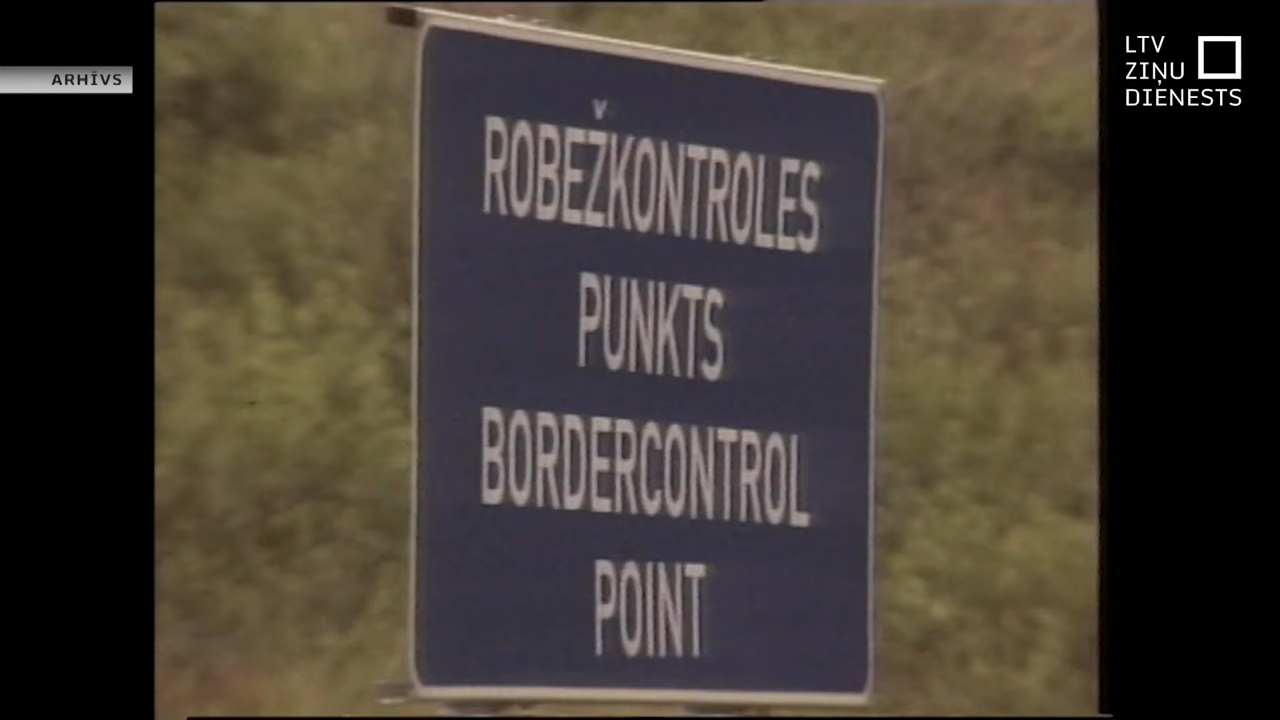 ARHĪVS
LTV
ZIŅU
DIENESTS
ROBEŽKONTROLES
PUNKTS
BORDERCONTROL
POINT